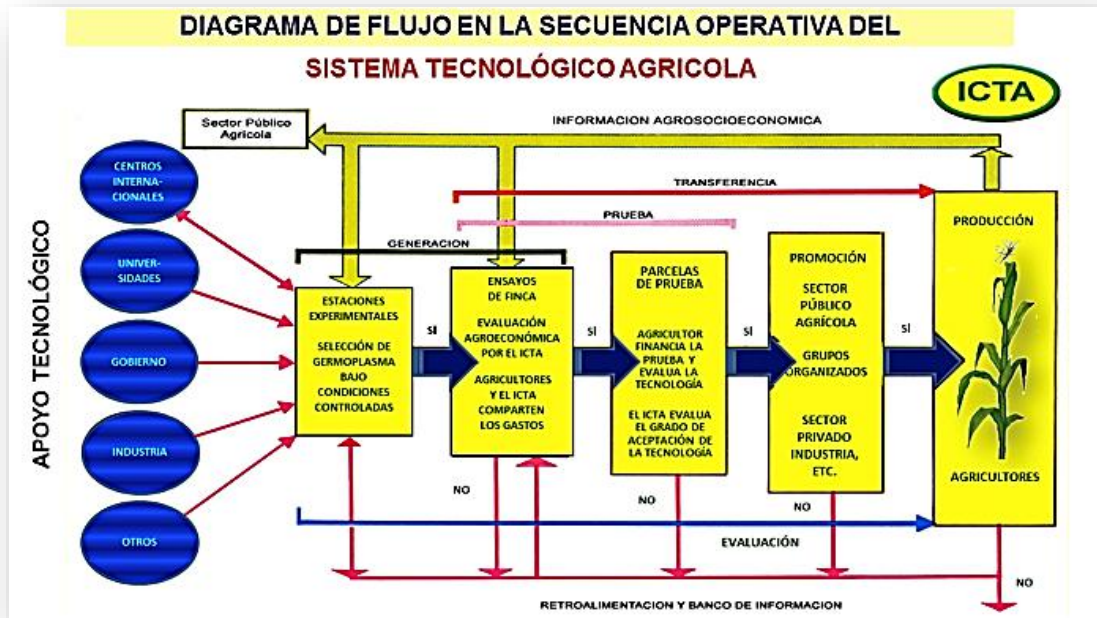 DIAGRAMA DE FLUJO EN LA SECUENCIA OPERATIVA DEL
SISTEMA TECNOLÓGICO AGRICOLA
ICTA
Sector Público
Agrícola
INFORMACION AGROSOCIOECONOMICA
TRANSFERENCIA
PRUEBA
GENERACION
APOYO TECNOLÓGICO
CENTROS
INTERNA-
CIONALES
UNIVER-
SIDADES
GOBIERNO
INDUSTRIA
OTROS
ESTACIONES
EXPERIMENTALES
SELECCIÓN DE
GERMOPLASMA
BAJO
CONDICIONES
CONTROLADAS
SI
ENSAYOS
DE FINCA
EVALUACIÓN
AGROECONÓMICA
POR EL ICTA
AGRICULTORES
Y EL ICTA
COMPARTEN
LOS GASTOS
SI
PARCELAS
DE PRUEBA
AGRICULTOR
FINANCIA LA
PRUEBA Y
EVALUA LA
TECNOLOGÍA
EL ICTA EVALUA
EL GRADO DE
ACEPTACIÓN DE
LA TECNOLOGÍA
SI
PROMOCIÓN
SECTOR
PÚBLICO
AGRÍCOLA
GRUPOS
ORGANIZADOS
SECTOR
PRIVADO
INDUSTRIA,
ETC.
SI
PRODUCCIÓN
AGRICULTORES
NO
NO
NO
NO
EVALUACIÓN
RETROALIMENTACION Y BANCO DE INFORMACION